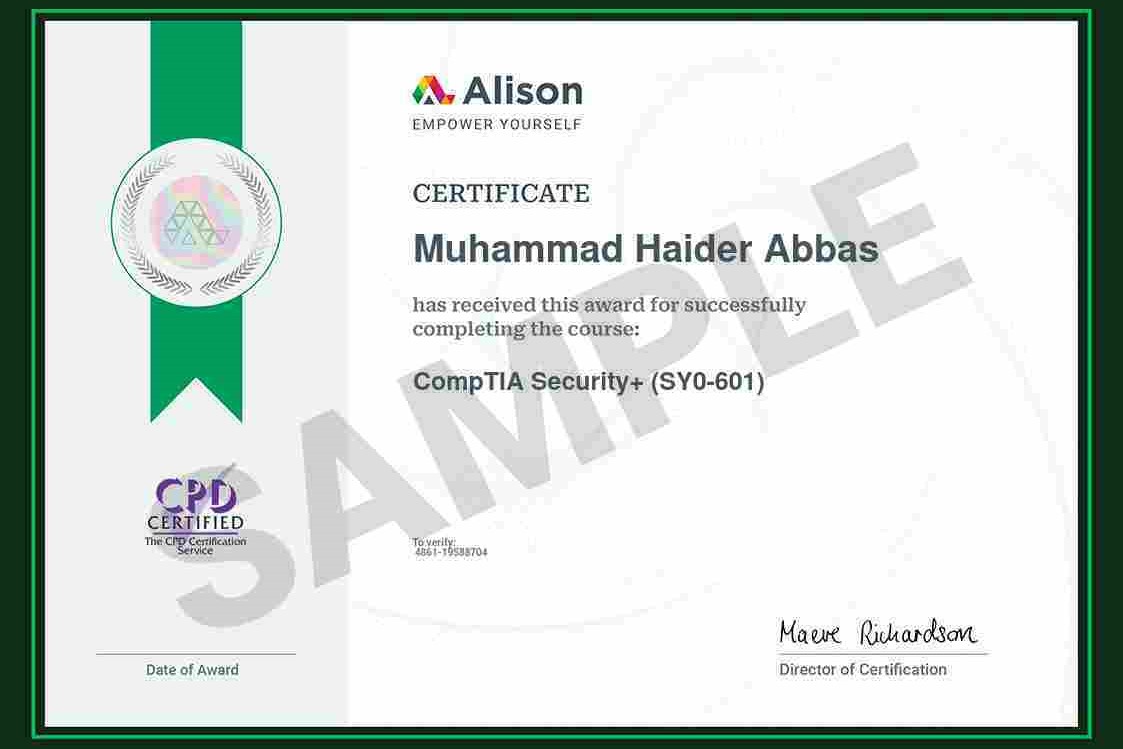 Alison
EMPOWER YOURSELF
CERTIFICATE
Muhammad Haider Abbas
has received this award for successfully
completing the course:
CompTIA Security+ (SY0-601)
SAMPLE
CPD
CERTIFIED
The CPD Certification
Service
To verify:
4861-19588704
Maeve Richardson
Date of Award
Director of Certification